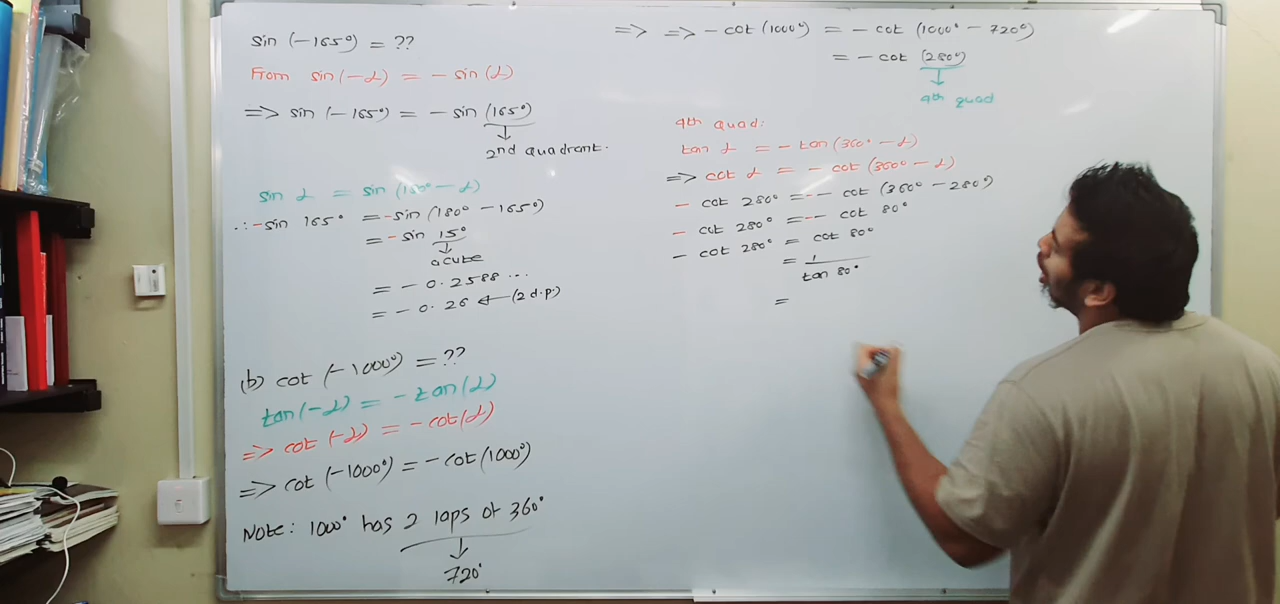 sin (-165°) = ??
From sin(-α) = - sin (α)
=> sin (-165°) = - sin (165°)
2nd quadrant.
sin α = sin (180° - α)
∴ -sin 165° = -sin (180° - 165°)
= - sin 15°
acute
= - 0.2588 ...
= - 0.26 ← (2 d.p.)
(b) cot (-1000°) = ??
tan(-α) = - tan(α)
=> cot (-α) = - cot(α)
=> cot (-1000°) = - cot (1000°)
Note: 1000° has 2 laps of 360°
720°
=> => - cot (1000°) = - cot (1000° - 720°)
= - cot (280°)
4th quad
4th quad:
tan α = - tan (360° - α)
=> cot α = - cot (360° - α)
- cot 280° = -- cot (360° - 280°)
- cot 280° = -- cot 80°
- cot 280° = cot 80°
= 1/tan 80°
=